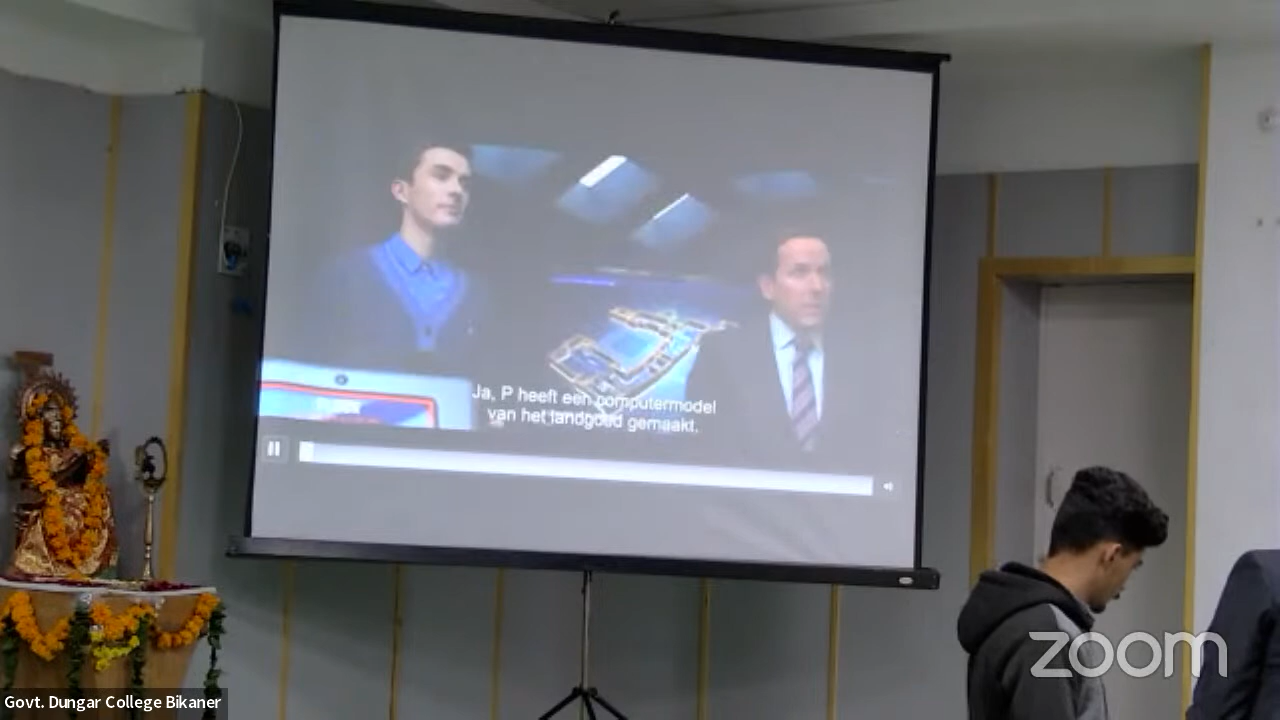 Ja, P heeft een computermodel
van het landgoed gemaakt.
zoom
Govt. Dungar College Bikaner